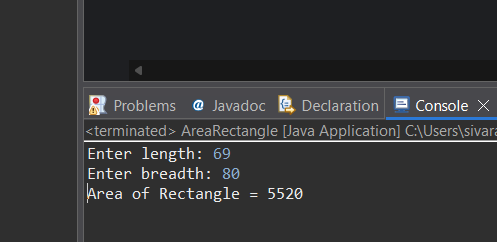 Problems @ Javadoc Declaration Console
<terminated> AreaRectangle [Java Application] C:\Users\sivara
Enter length: 69
Enter breadth: 80
Area of Rectangle = 5520